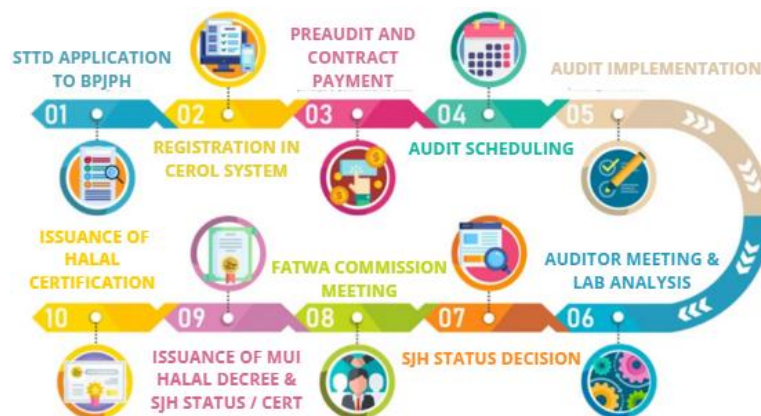 STTD APPLICATION
TO BPJPH
01
02
REGISTRATION IN
CEROL SYSTEM
PREAUDIT AND
CONTRACT
PAYMENT
03
04
AUDIT SCHEDULING
AUDIT IMPLEMENTATION
05
AUDITOR MEETING &
LAB ANALYSIS
06
07
SJH STATUS DECISION
FATWA COMMISSION
MEETING
08
09
ISSUANCE OF MUI
HALAL DECREE &
SJH STATUS / CERT
ISSUANCE OF
HALAL
CERTIFICATION
10